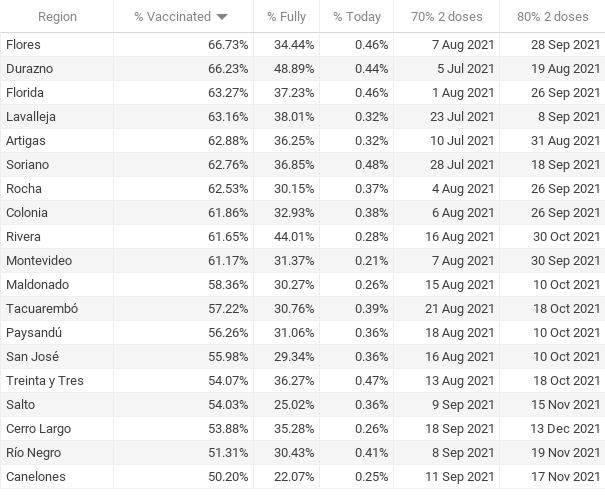 Region % Vaccinated % Fully % Today 70% 2 doses 80% 2 doses
Flores 66.73% 34.44% 0.46% 7 Aug 2021 28 Sep 2021
Durazno 66.23% 48.89% 0.44% 5 Jul 2021 19 Aug 2021
Florida 63.27% 37.23% 0.46% 1 Aug 2021 26 Sep 2021
Lavalleja 63.16% 38.01% 0.32% 23 Jul 2021 8 Sep 2021
Artigas 62.88% 36.25% 0.32% 10 Jul 2021 31 Aug 2021
Soriano 62.76% 36.85% 0.48% 28 Jul 2021 18 Sep 2021
Rocha 62.53% 30.15% 0.37% 4 Aug 2021 26 Sep 2021
Colonia 61.86% 32.93% 0.38% 6 Aug 2021 26 Sep 2021
Rivera 61.65% 44.01% 0.28% 16 Aug 2021 30 Oct 2021
Montevideo 61.17% 31.37% 0.21% 7 Aug 2021 30 Sep 2021
Maldonado 58.36% 30.27% 0.26% 15 Aug 2021 10 Oct 2021
Tacuarembó 57.22% 30.76% 0.39% 21 Aug 2021 18 Oct 2021
Paysandú 56.26% 31.06% 0.36% 18 Aug 2021 10 Oct 2021
San José 55.98% 29.34% 0.36% 16 Aug 2021 10 Oct 2021
Treinta y Tres 54.07% 36.27% 0.47% 13 Aug 2021 18 Oct 2021
Salto 54.03% 25.02% 0.36% 9 Sep 2021 15 Nov 2021
Cerro Largo 53.88% 35.28% 0.26% 18 Sep 2021 13 Dec 2021
Río Negro 51.31% 30.43% 0.41% 8 Sep 2021 19 Nov 2021
Canelones 50.20% 22.07% 0.25% 11 Sep 2021 17 Nov 2021